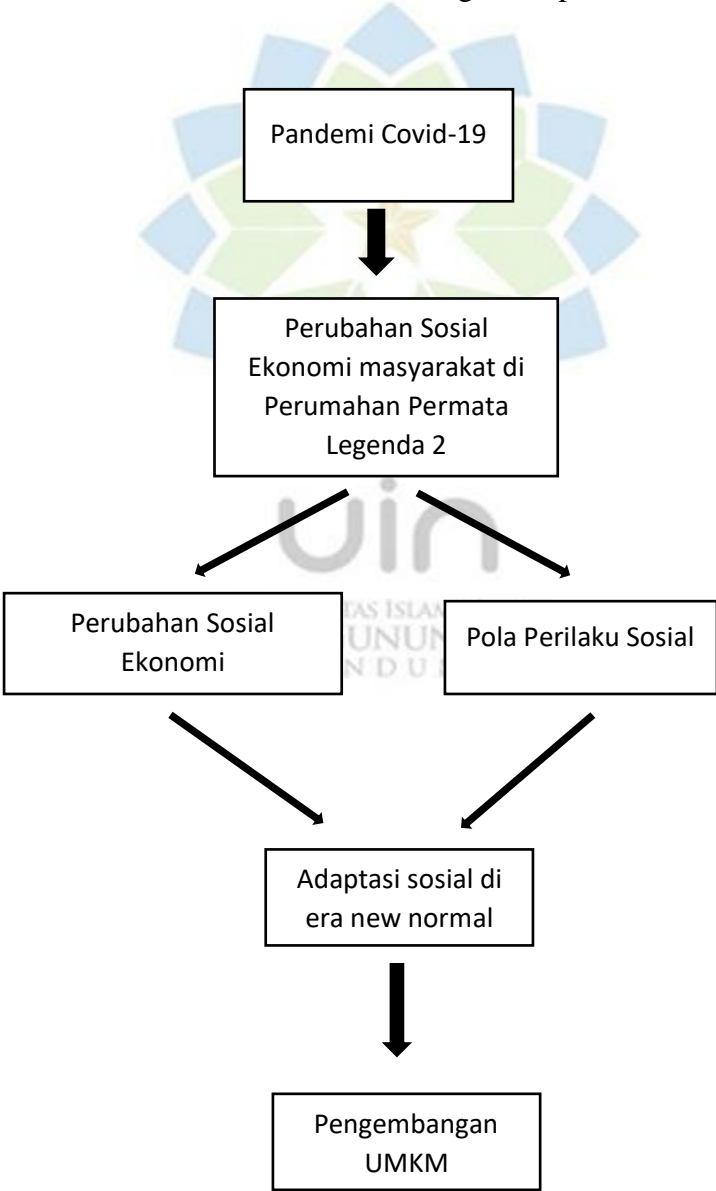 Pandemi Covid-19
Perubahan Sosial
Ekonomi masyarakat di
Perumahan Permata
Legenda 2
uin
Perubahan Sosial
Ekonomi
Pola Perilaku Sosial
Adaptasi sosial di
era new normal
Pengembangan
UMKM